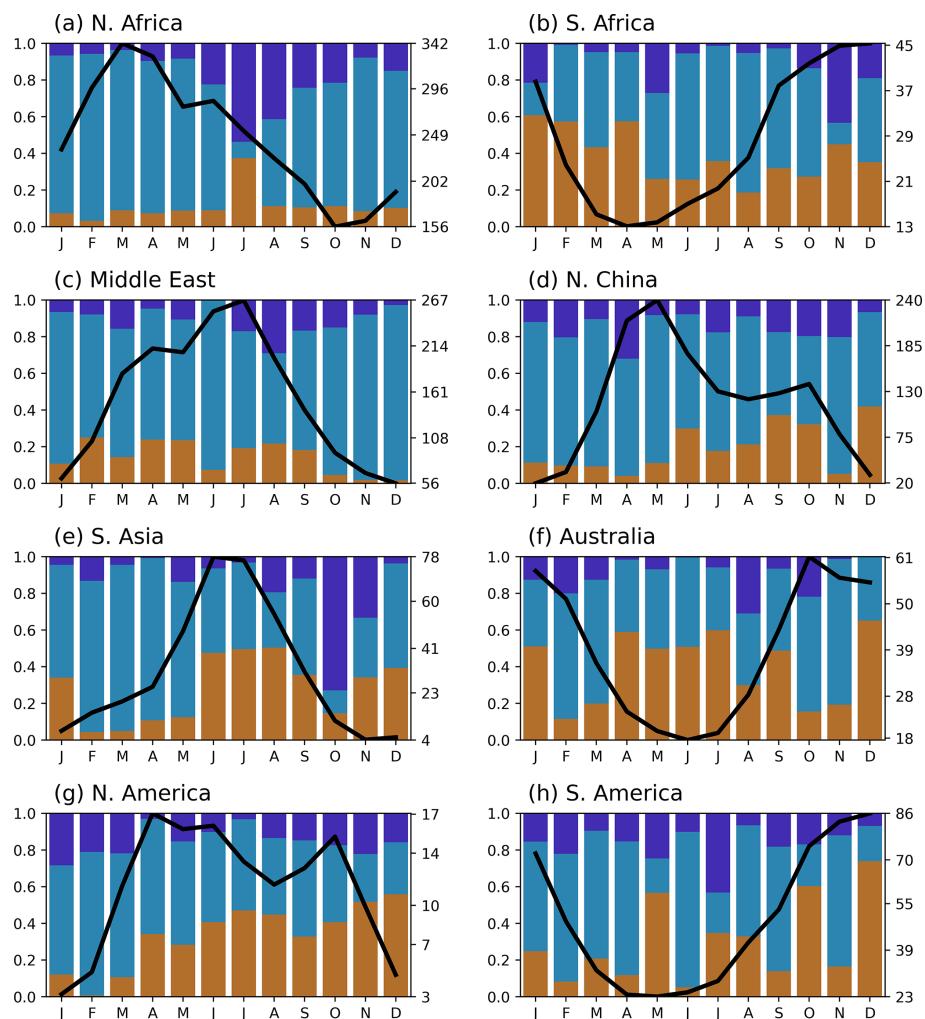 (a) N. Africa
1.0 0.8 0.6 0.4 0.2 0.0
342 296 249 202 156
J F M A M J J A S O N D
(b) S. Africa
1.0 0.8 0.6 0.4 0.2 0.0
45 37 29 21 13
J F M A M J J A S O N D
(c) Middle East
1.0 0.8 0.6 0.4 0.2 0.0
267 214 161 108 56
J F M A M J J A S O N D
(d) N. China
1.0 0.8 0.6 0.4 0.2 0.0
240 185 130 75 20
J F M A M J J A S O N D
(e) S. Asia
1.0 0.8 0.6 0.4 0.2 0.0
78 60 41 23 4
J F M A M J J A S O N D
(f) Australia
1.0 0.8 0.6 0.4 0.2 0.0
61 50 39 28 18
J F M A M J J A S O N D
(g) N. America
1.0 0.8 0.6 0.4 0.2 0.0
17 14 10 7 3
J F M A M J J A S O N D
(h) S. America
1.0 0.8 0.6 0.4 0.2 0.0
86 70 55 39 23
J F M A M J J A S O N D